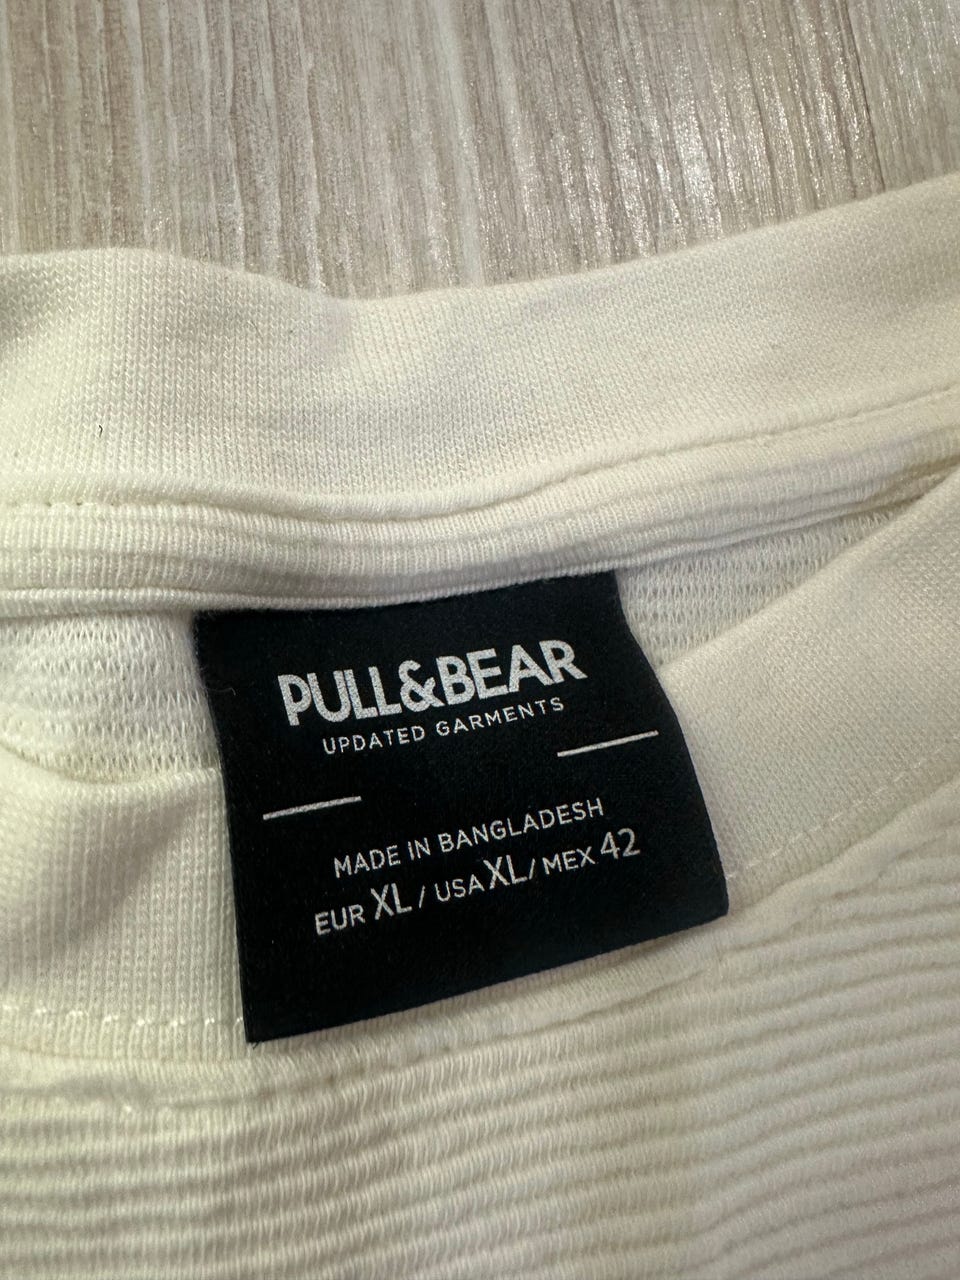 PULL&BEAR
UPDATED GARMENTS
MADE IN BANGLADESH
EUR XL / USA XL / MEX 42